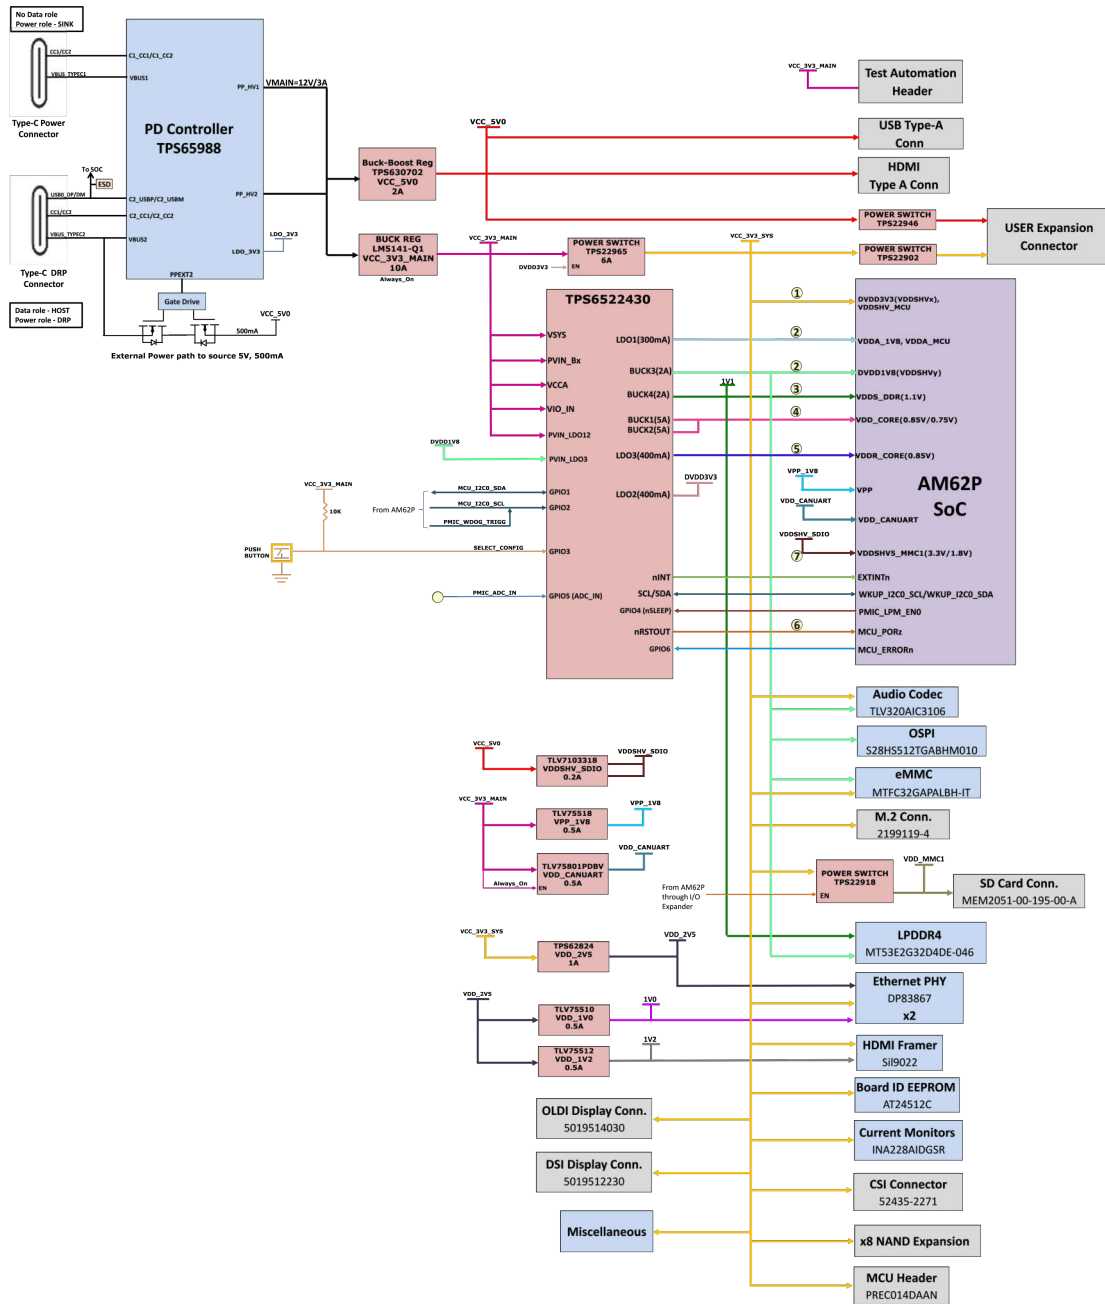 No Data role
Power role - SINK
CC1/CC2
VBUS_TYPEC1
Type-C Power
Connector
C1_CC1/C1_CC2
VBUS1
PP_HV1
VMAIN=12V/3A
PD Controller
TPS65988
To SOC
ESD
USB0_DP/DM
CC1/CC2
VBUS_TYPEC2
C2_USBP/C2_USBM
C2_CC1/C2_CC2
VBUS2
PP_HV2
LDO_3V3
LDO_3V3
PPEXT2
Type-C DRP
Connector
Data role - HOST
Power role - DRP
Gate Drive
VCC_5V0
500mA
External Power path to source 5V, 500mA
Buck-Boost Reg
TPS630702
VCC_5V0
2A
BUCK REG
LM5141-Q1
VCC_3V3_MAIN
10A
Always_On
VCC_5V0
VCC_3V3_MAIN
Test Automation
Header
USB Type-A
Conn
HDMI
Type A Conn
POWER SWITCH
TPS22946
POWER SWITCH
TPS22902
USER Expansion
Connector
VCC_3V3_MAIN
POWER SWITCH
TPS22965
6A
EN
DVDD3V3
VCC_3V3_SYS
TPS6522430
VSYS
PVIN_Bx
VCCA
VIO_IN
PVIN_LDO12
DVDD1V8
PVIN_LDO3
GPIO1
GPIO2
GPIO3
GPIO5 (ADC_IN)
LDO1(300mA)
BUCK3(2A)
BUCK4(2A)
BUCK1(5A)
BUCK2(5A)
LDO3(400mA)
LDO2(400mA)
DVDD3V3
nINT
SCL/SDA
GPIO4 (nSLEEP)
nRSTOUT
GPIO6
1V1
VCC_3V3_MAIN
10K
From AM62P
MCU_I2C0_SDA
MCU_I2C0_SCL
PMIC_WDOG_TRIGG
PUSH
BUTTON
SELECT_CONFIG
PMIC_ADC_IN
1
2
2
3
4
5
7
6
DVDD3V3(VDDSHVx),
VDDSHV_MCU
VDDA_1V8, VDDA_MCU
DVDD1V8(VDDSHVy)
VDDS_DDR(1.1V)
VDD_CORE(0.85V/0.75V)
VDDR_CORE(0.85V)
AM62P
SoC
VPP_1V8
VPP
VDD_CANUART
VDD_CANUART
VDDSHV_SDIO
VDDSHV5_MMC1(3.3V/1.8V)
EXTINTn
WKUP_I2C0_SCL/WKUP_I2C0_SDA
PMIC_LPM_EN0
MCU_PORz
MCU_ERRORn
Audio Codec
TLV320AIC3106
OSPI
S28HS512TGABHM010
eMMC
MTFC32GAPALBH-IT
M.2 Conn.
2199119-4
VCC_5V0
TLV7103318
VDDSHV_SDIO
0.2A
VDDSHV_SDIO
VCC_3V3_MAIN
TLV75518
VPP_1V8
0.5A
VPP_1V8
TLV75801PDBV
VDD_CANUART
0.5A
EN
Always_On
VDD_CANUART
From AM62P
through I/O
Expander
POWER SWITCH
TPS22918
EN
VDD_MMC1
SD Card Conn.
MEM2051-00-195-00-A
VCC_3V3_SYS
TPS62824
VDD_2V5
1A
VDD_2V5
LPDDR4
MT53E2G32D4DE-046
Ethernet PHY
DP83867
x2
VDD_2V5
TLV75510
VDD_1V0
0.5A
1V0
TLV75512
VDD_1V2
0.5A
1V2
HDMI Framer
Sil9022
Board ID EEPROM
AT24512C
OLDI Display Conn.
5019514030
Current Monitors
INA228AIDGSR
DSI Display Conn.
5019512230
CSI Connector
52435-2271
Miscellaneous
x8 NAND Expansion
MCU Header
PREC014DAAN